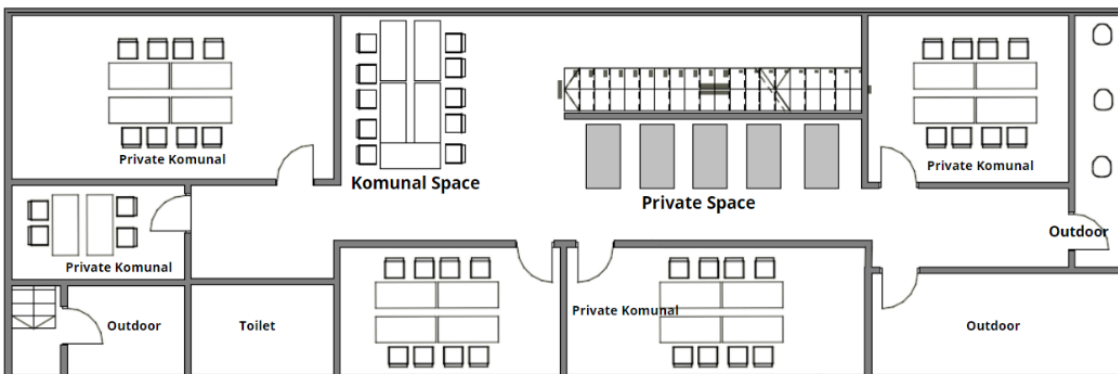 Private Komunal
Komunal Space
Private Komunal
Private Space
Outdoor
Private Komunal
Private Komunal
Outdoor
Toilet
Outdoor